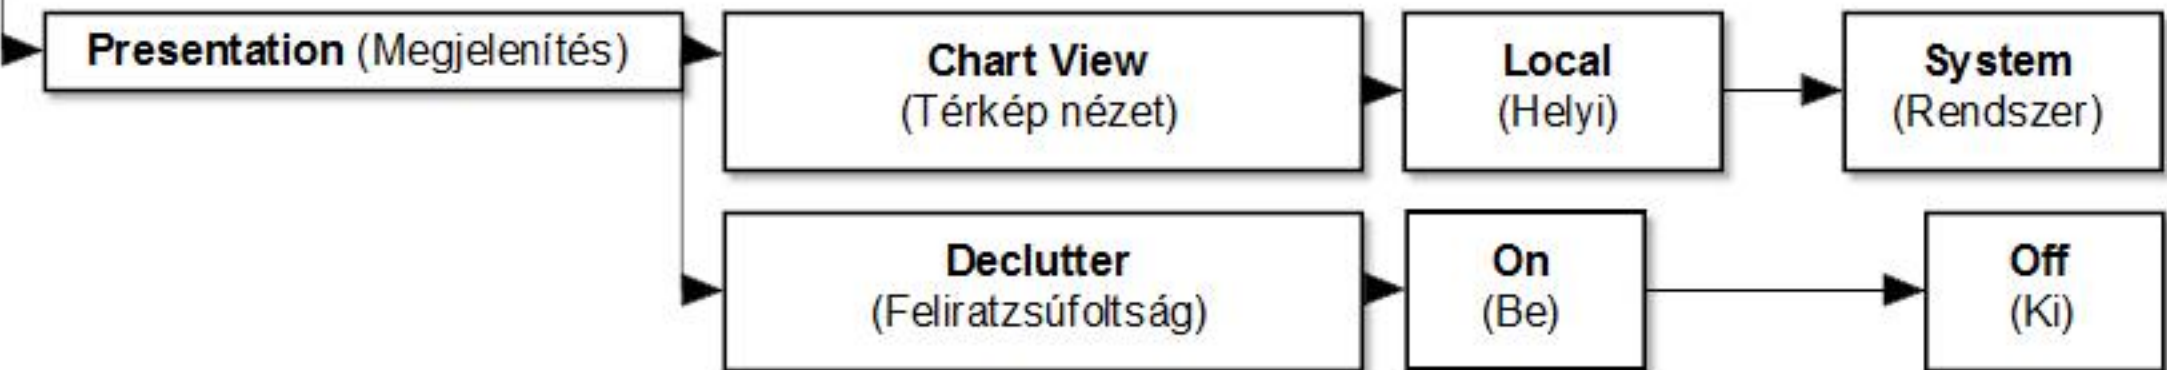 Presentation (Megjelenítés)
Chart View
(Térkép nézet)
Local
(Helyi)
System
(Rendszer)
Declutter
(Feliratzsúfoltság)
On
(Be)
Off
(Ki)